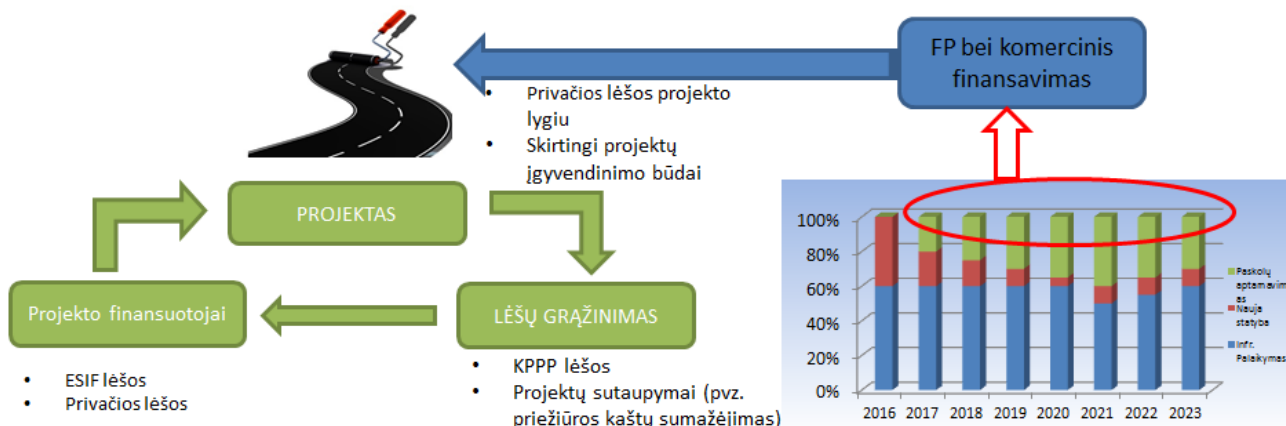 FP bei komercinis
finansavimas
• Privačios lėšos projekto
lygiu
• Skirtingi projektų
įgyvendinimo būdai
PROJEKTAS
Projekto finansuotojai
LĖŠŲ GRĄŽINIMAS
• ESIF lėšos
• Privačios lėšos
• KPPP lėšos
• Projektų sutaupymai (pvz.
priežiūros kaštų sumažėjimas)
100%
80%
60%
40%
20%
0%
2016 2017 2018 2019 2020 2021 2022 2023
Paskolų
aptarnavim
as
Nauja
statyba
Infr.
Palaikymas